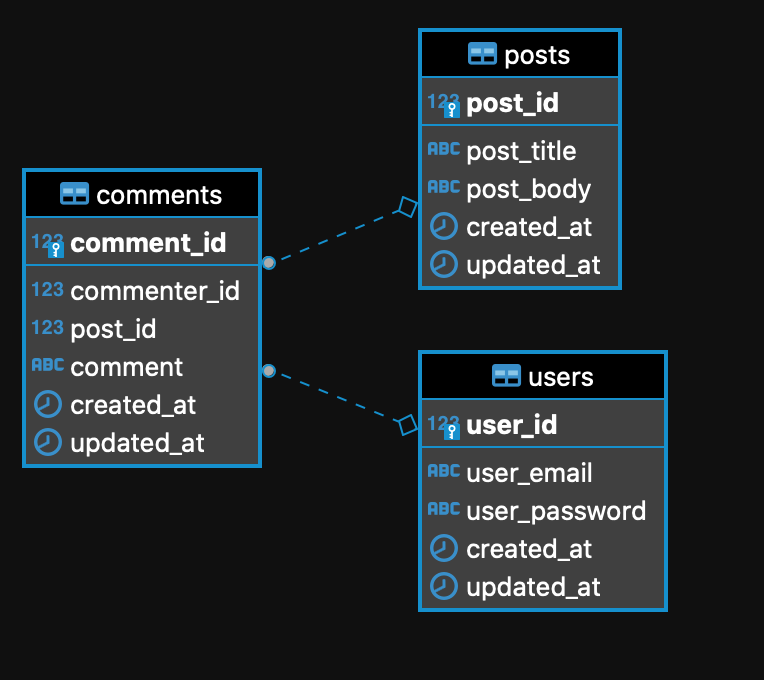 posts
123 post_id
ABC post_title
ABC post_body
created_at
updated_at
comments
123 comment_id
123 commenter_id
123 post_id
ABC comment
created_at
updated_at
users
123 user_id
ABC user_email
ABC user_password
created_at
updated_at